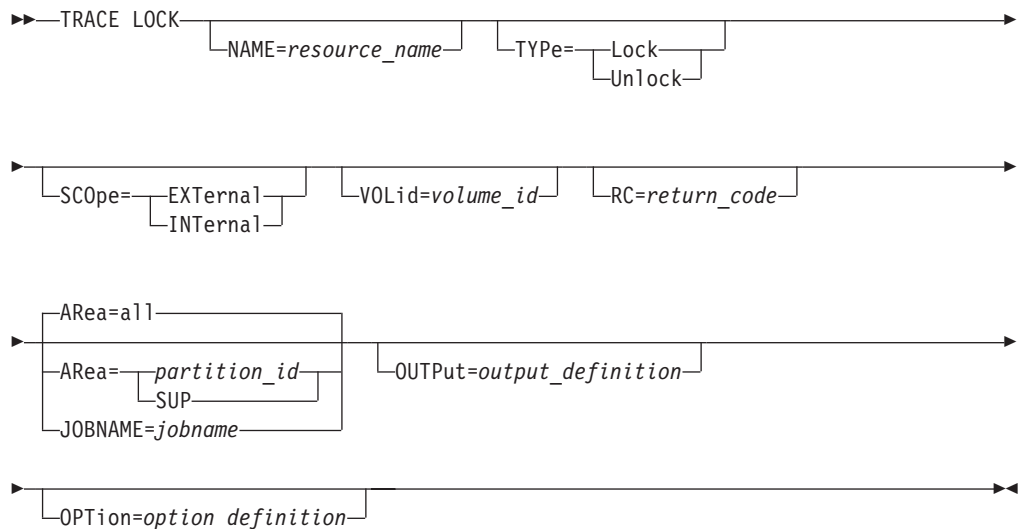 TRACE LOCK
NAME=resource_name
TYPe=
Lock
Unlock
SCOpe=
EXTernal
INTernal
VOLid=volume_id
RC=return_code
ARea=all
ARea=
partition_id
SUP
JOBNAME=jobname
OUTPut=output_definition
OPTion=option definition